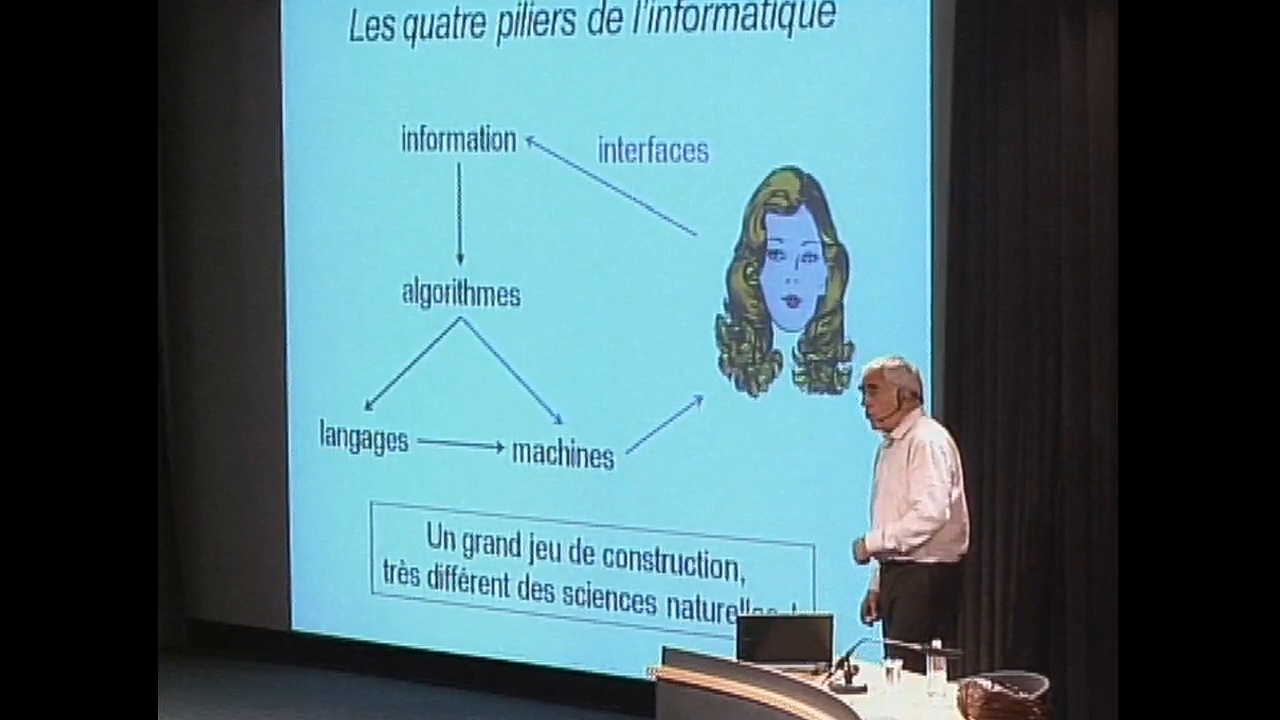 Les quatre piliers de l'informatique
information
interfaces
algorithmes
langages
machines
Un grand jeu de construction,
très différent des sciences naturelles !